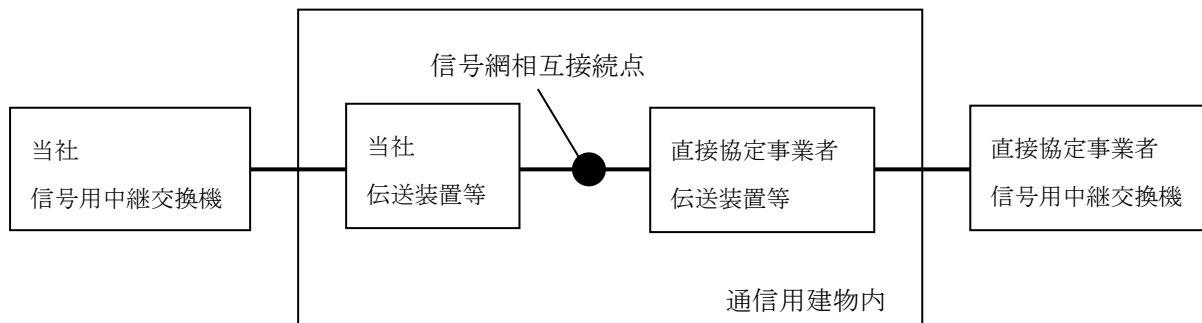 信号網相互接続点
当社
信号用中継交換機
当社
伝送装置等
直接協定事業者
伝送装置等
直接協定事業者
信号用中継交換機
通信用建物内